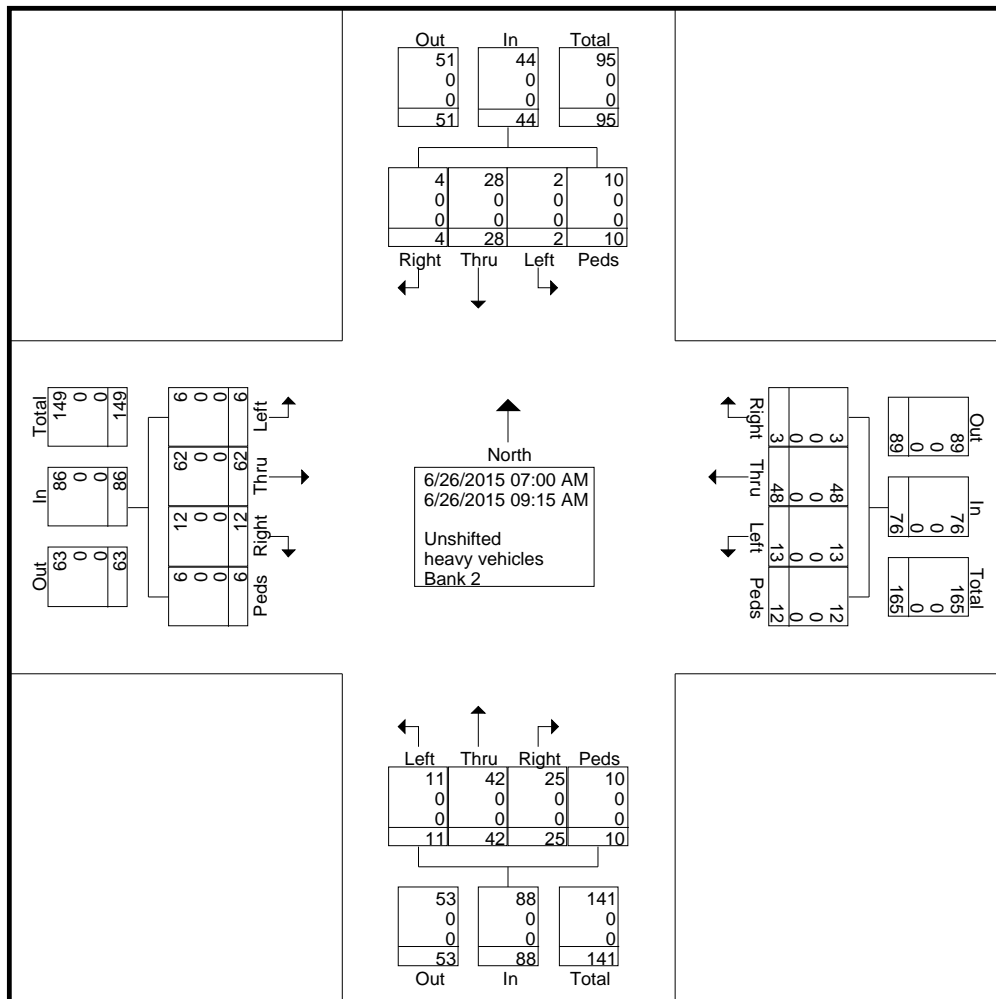 Out In Total
51 44 95
0 0 0
0 0 0
51 44 95
4 28 2 10
0 0 0 0
0 0 0 0
4 28 2 10
Right Thru Left Peds
Total
149 0 0 149
In
86 0 0 86
Out
63 0 0 63
Left
6 0 0 6
Thru
62 0 0 62
Right
12 0 0 12
Peds
6 0 0 6
North
6/26/2015 07:00 AM
6/26/2015 09:15 AM
Unshifted
heavy vehicles
Bank 2
Right
3 0 0 3
Thru
48 0 0 48
Left
13 0 0 13
Peds
12 0 0 12
Out
89 0 0 89
In
76 0 0 76
Total
165 0 0 165
Left Thru Right Peds
11 42 25 10
0 0 0 0
0 0 0 0
11 42 25 10
53 88 141
0 0 0
0 0 0
53 88 141
Out In Total